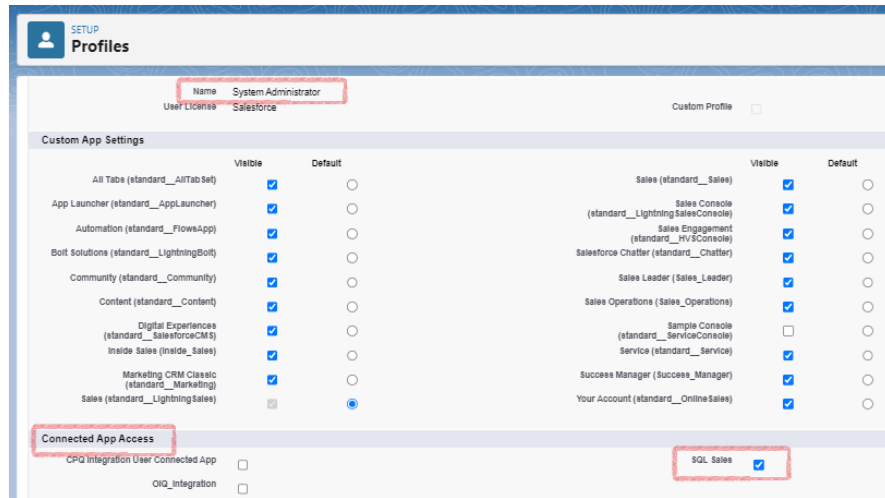 SETUP
Profiles
Name System Administrator
User License Salesforce Custom Profile
Custom App Settings
Visible Default Visible Default
All Tabs (standard__AllTabSet) Sales (standard__Sales)
App Launcher (standard__AppLauncher) Sales Console
(standard__LightningSalesConsole)
Automation (standard__FlowsApp) Sales Engagement
(standard__HVSConsole)
Bolt Solutions (standard__LightningBolt) Salesforce Chatter (standard__Chatter)
Community (standard__Community) Sales Leader (Sales_Leader)
Content (standard__Content) Sales Operations (Sales_Operations)
Digital Experiences
(standard__SalesforceCMS) Sample Console
(standard__ServiceConsole)
Inside Sales (Inside_Sales) Service (standard__Service)
Marketing CRM Classic
(standard__Marketing) Success Manager (Success_Manager)
Sales (standard__LightningSales) Your Account (standard__OnlineSales)
Connected App Access
CPQ Integration User Connected App SQL Sales
OIQ_Integration